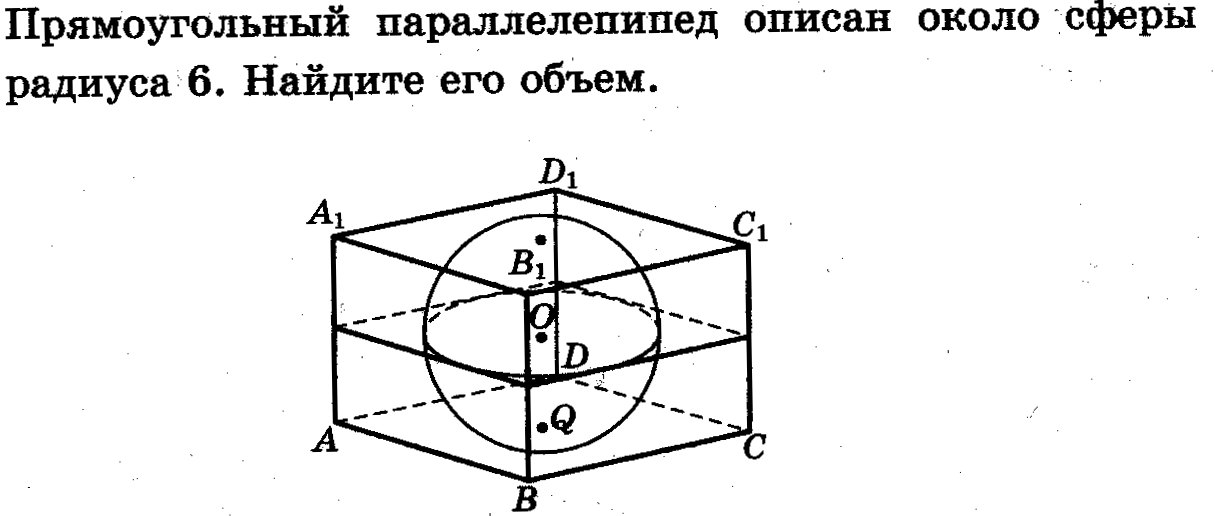 Прямоугольный параллелепипед описан около сферы
радиуса 6. Найдите его объем.
D₁
A₁
C₁
B₁
O
D
Q
A
C
B